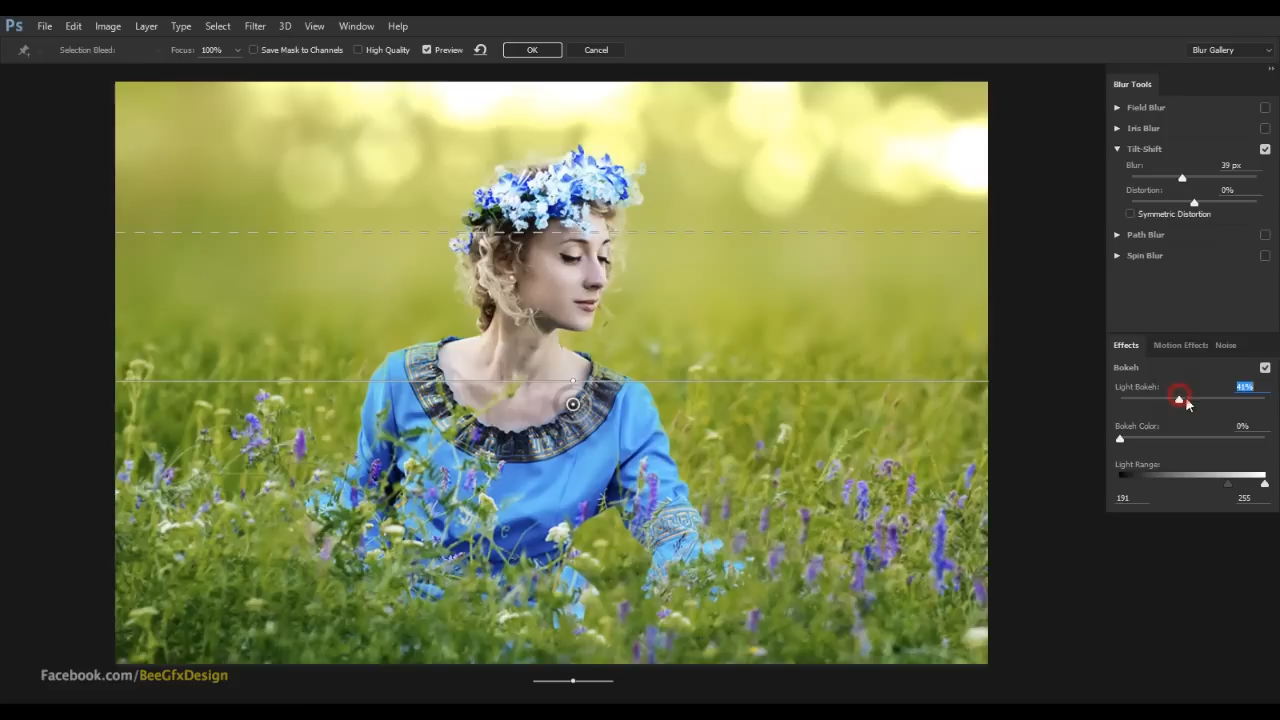 Ps File Edit Image Layer Type Select Filter 3D View Window Help
Selection Bleed: Focus: 100% Save Mask to Channels High Quality Preview OK Cancel Blur Gallery
Blur Tools
Field Blur
Iris Blur
Tilt-Shift
Blur: 39 px
Distortion: 0%
Symmetric Distortion
Path Blur
Spin Blur
Effects Motion Effects Noise
Bokeh
Light Bokeh: 41%
Bokeh Color: 0%
Light Range:
191 255
Facebook.com/BeeGfxDesign